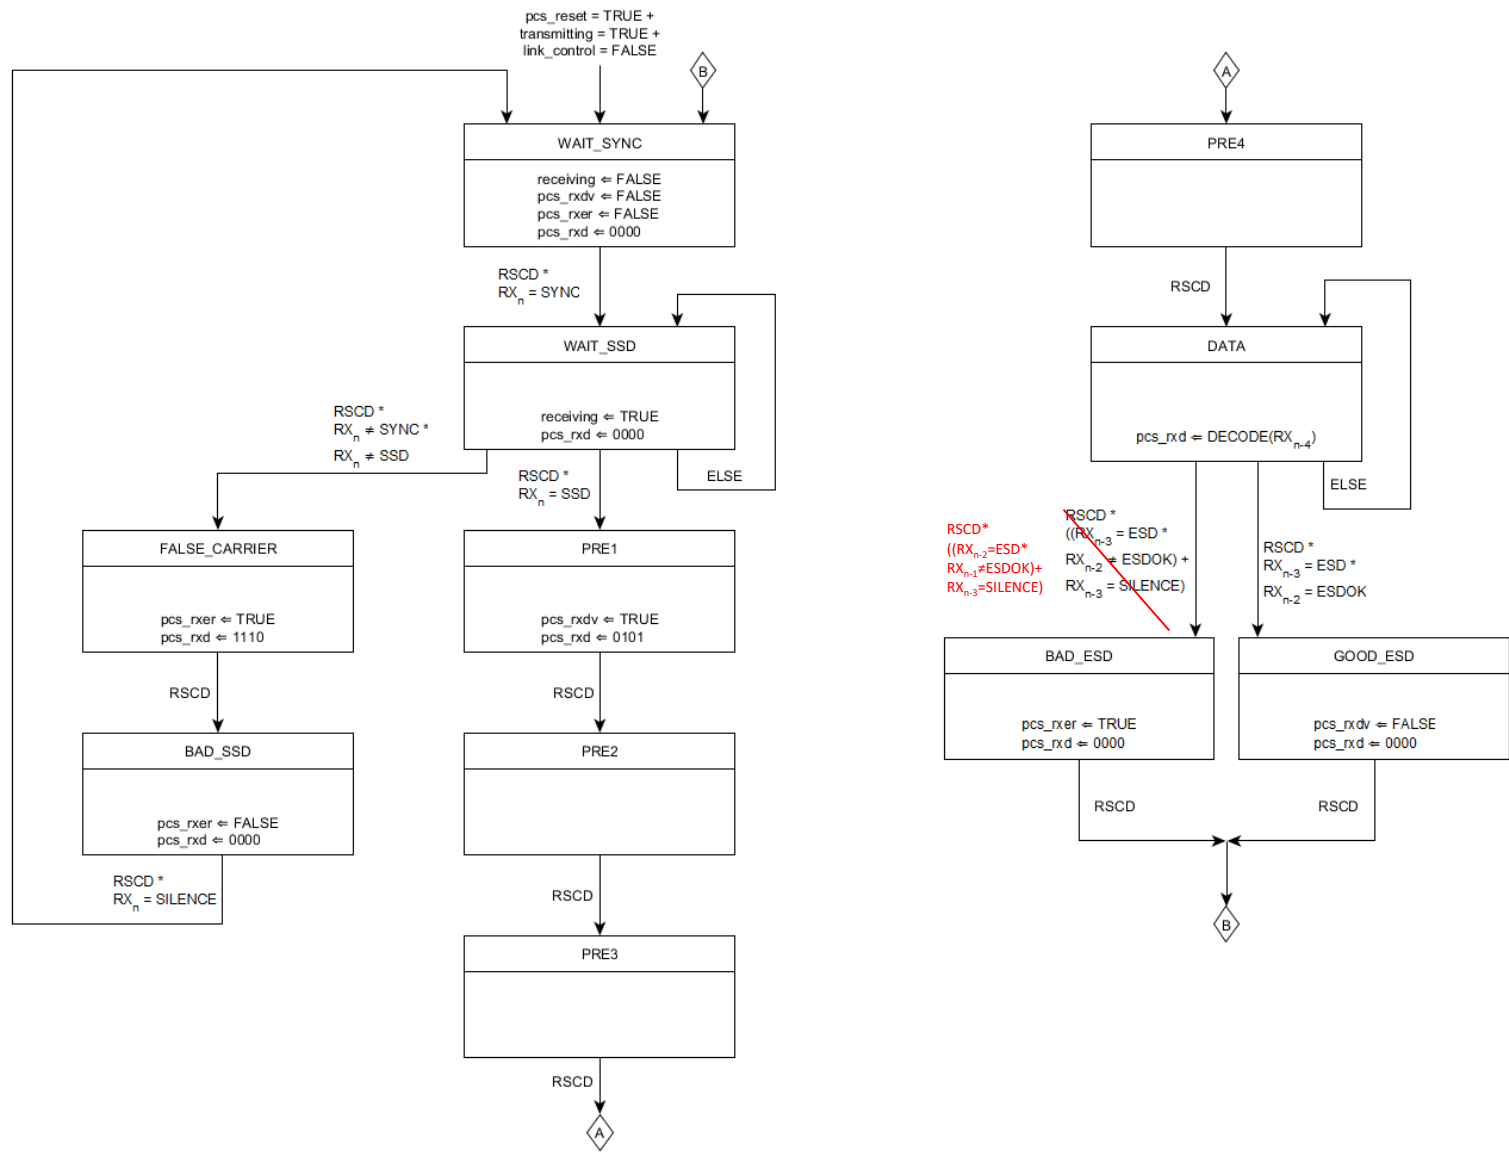 pcs_reset = TRUE +
transmitting = TRUE +
link_control = FALSE
B
WAIT_SYNC
receiving ⇐ FALSE
pcs_rxdv ⇐ FALSE
pcs_rxer ⇐ FALSE
pcs_rxd ⇐ 0000
RSCD *
RXn = SYNC
WAIT_SSD
receiving ⇐ TRUE
pcs_rxd ⇐ 0000
RSCD *
RXn ≠ SYNC *
RXn ≠ SSD
RSCD *
RXn = SSD
ELSE
FALSE_CARRIER
pcs_rxer ⇐ TRUE
pcs_rxd ⇐ 1110
RSCD
BAD_SSD
pcs_rxer ⇐ FALSE
pcs_rxd ⇐ 0000
RSCD *
RXn = SILENCE
PRE1
pcs_rxdv ⇐ TRUE
pcs_rxd ⇐ 0101
RSCD
PRE2
RSCD
PRE3
RSCD
A
A
PRE4
RSCD
DATA
pcs_rxd ⇐ DECODE(RXn-4)
ELSE
RSCD*
((RXn-2=ESD*
RXn-1≠ESDOK)+
RXn-3=SILENCE)
RSCD *
((RXn-3 = ESD *
RXn-2 ≠ ESDOK) +
RXn-3 = SILENCE)
RSCD *
RXn-3 = ESD *
RXn-2 = ESDOK
BAD_ESD
pcs_rxer ⇐ TRUE
pcs_rxd ⇐ 0000
RSCD
GOOD_ESD
pcs_rxdv ⇐ FALSE
pcs_rxd ⇐ 0000
RSCD
B